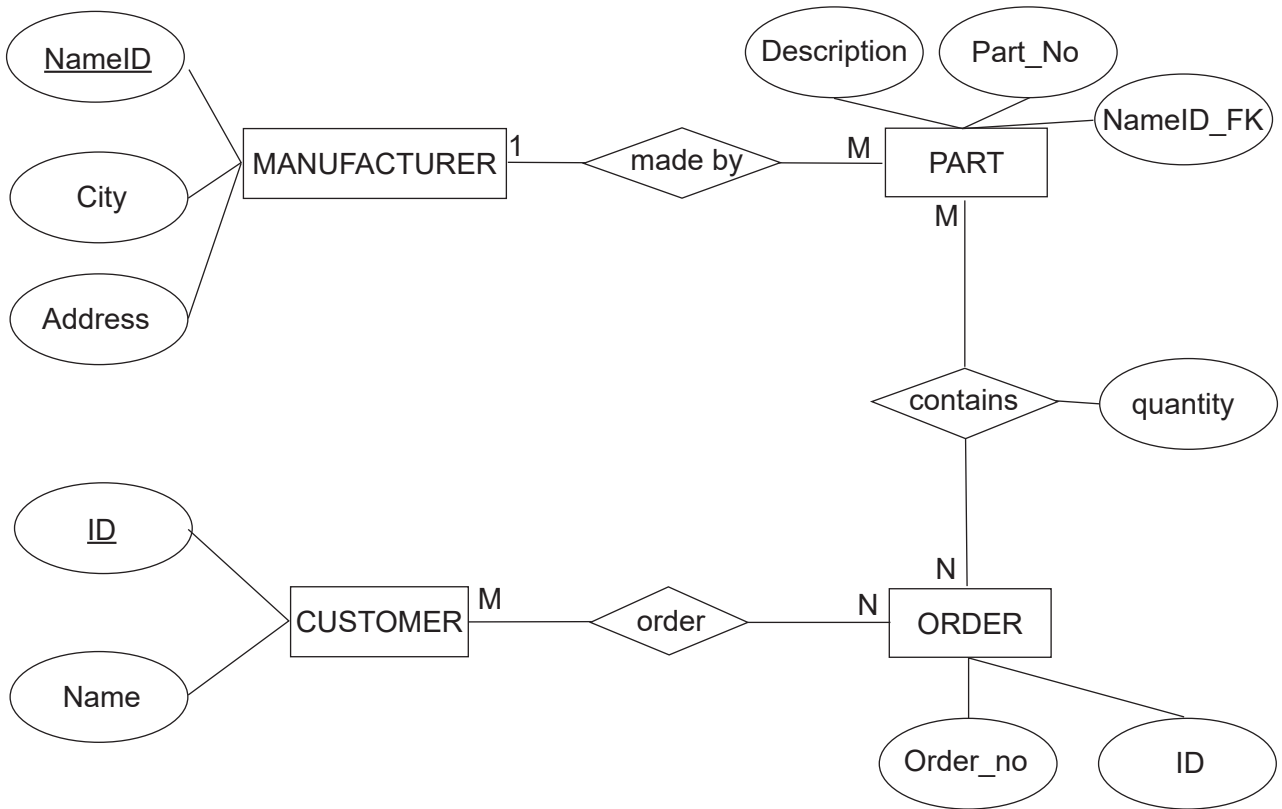 NameID
City
Address
MANUFACTURER
1
made by
M
PART
Description
Part_No
NameID_FK
M
contains
quantity
N
ID
Name
CUSTOMER
M
order
N
ORDER
Order_no
ID